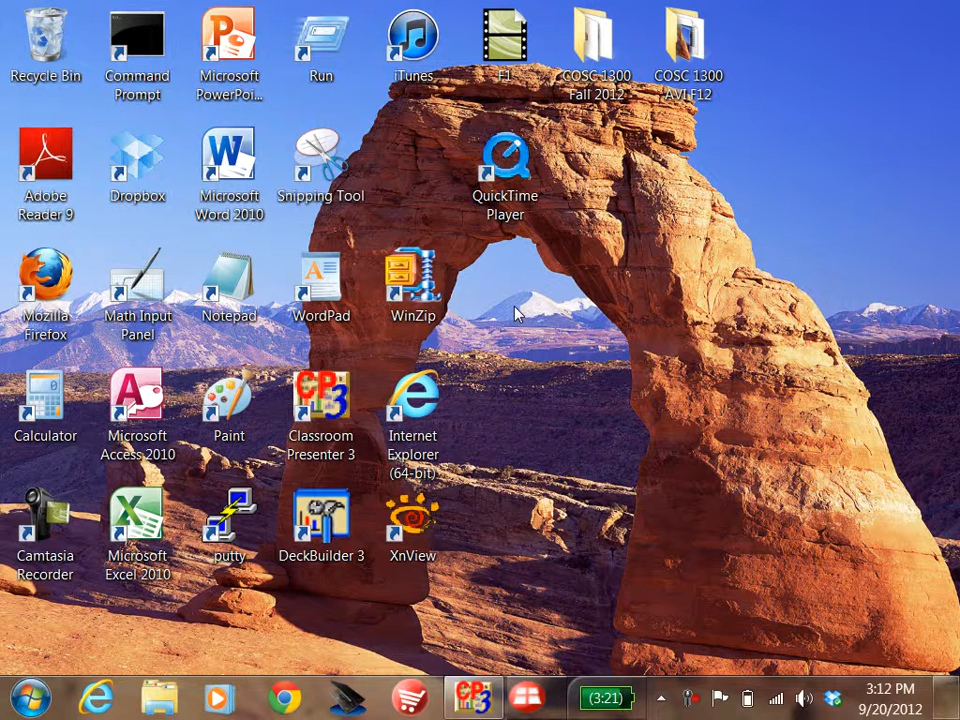 Recycle Bin
Command
Prompt
Microsoft
PowerPoi...
Run
iTunes
F1
COSC 1300
Fall 2012
COSC 1300
AVI F12
Adobe
Reader 9
Dropbox
Microsoft
Word 2010
Snipping Tool
QuickTime
Player
Mozilla
Firefox
Math Input
Panel
Notepad
WordPad
WinZip
Calculator
Microsoft
Access 2010
Paint
Classroom
Presenter 3
Internet
Explorer
(64-bit)
Camtasia
Recorder
Microsoft
Excel 2010
putty
DeckBuilder 3
XnView
(3:21)
3:12 PM
9/20/2012